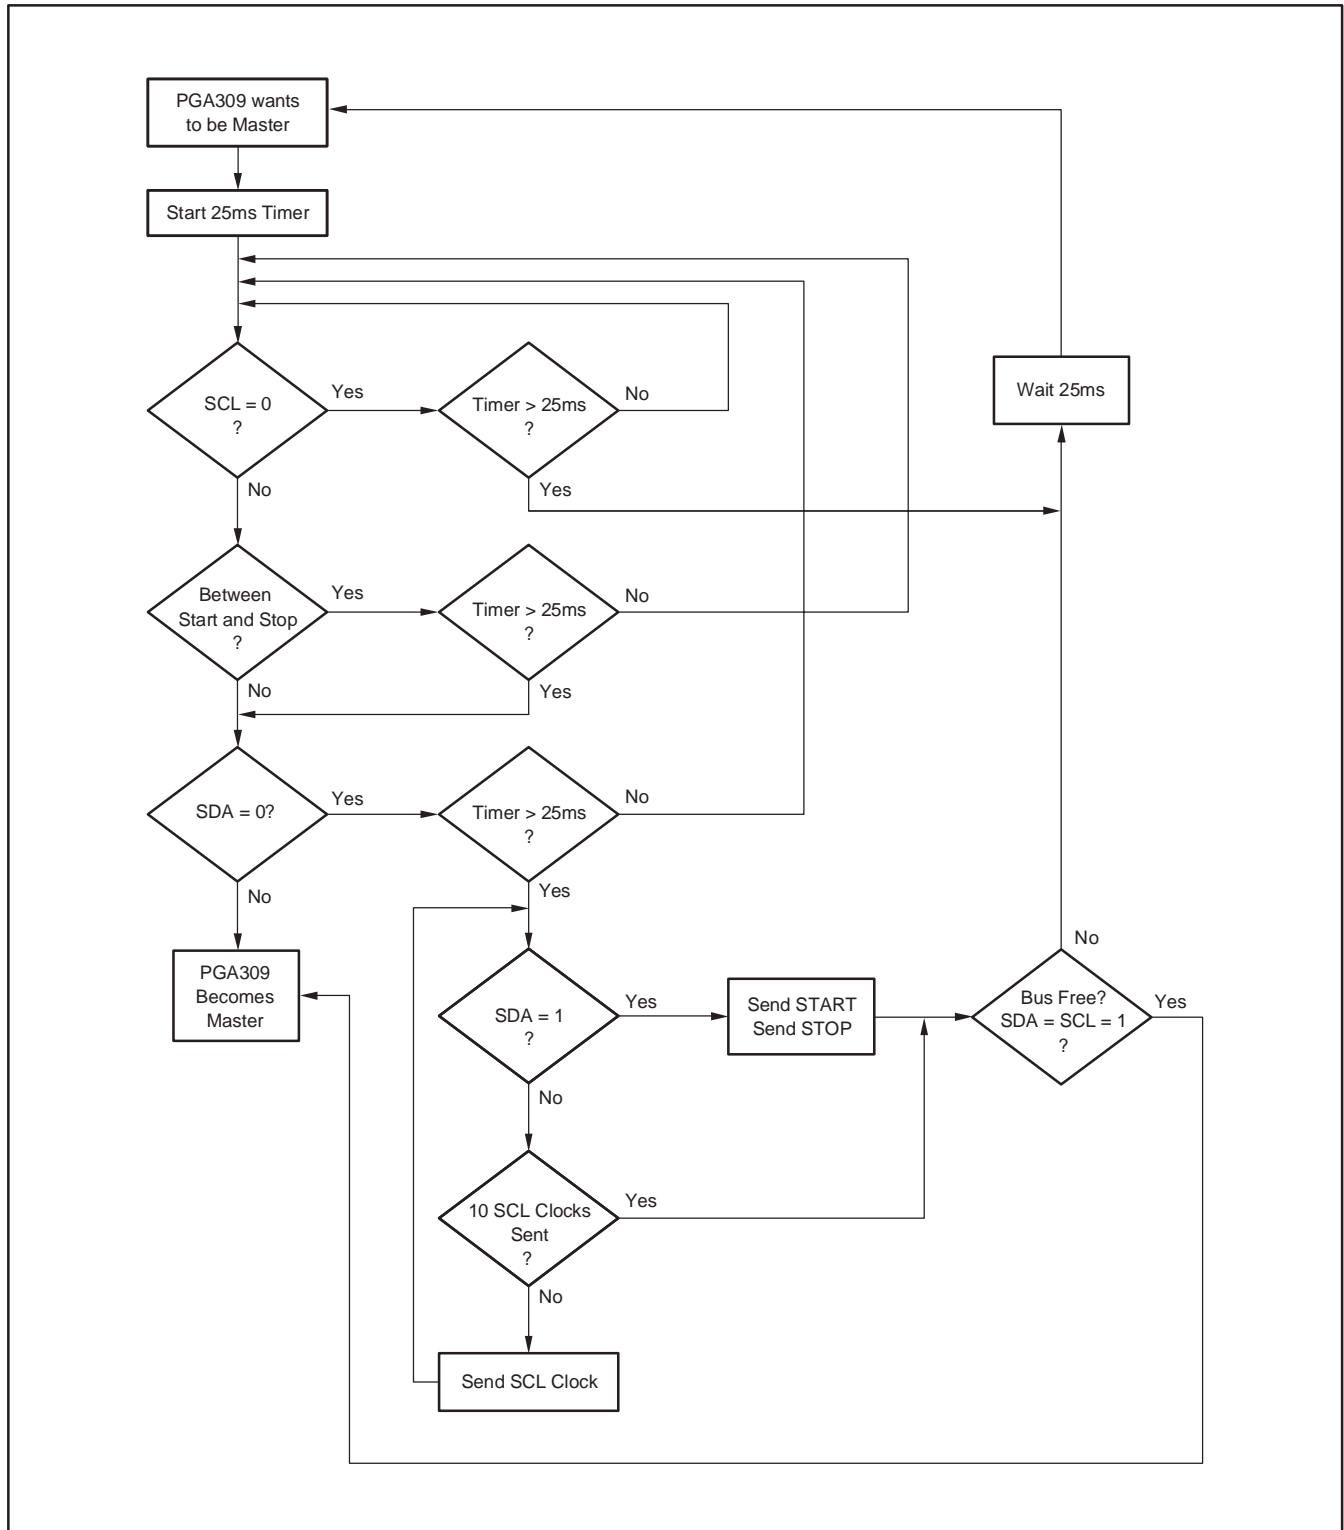 PGA309 wants
to be Master
Start 25ms Timer
SCL = 0
?
Yes
Timer > 25ms
?
No
Wait 25ms
No
Yes
Between
Start and Stop
?
Yes
Timer > 25ms
?
No
No
Yes
SDA = 0?
Yes
Timer > 25ms
?
No
No
Yes
PGA309
Becomes
Master
SDA = 1
?
Yes
Send START
Send STOP
No
Bus Free?
SDA = SCL = 1
?
Yes
No
10 SCL Clocks
Sent
?
Yes
No
Send SCL Clock